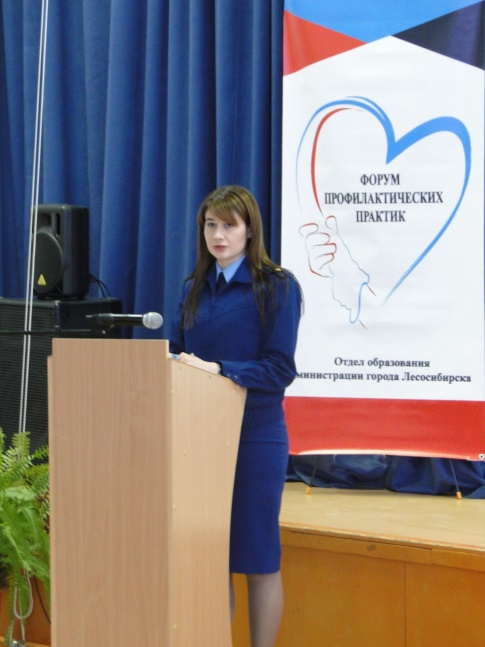 ФОРУМ
ПРОФИЛАКТИЧЕСКИХ
ПРАКТИК
Отдел образования
министрации города Лесосибирска